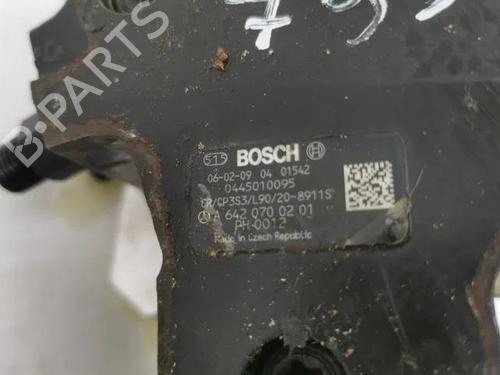 B-PARTS
515 BOSCH
06-02-09 04 01542
0445010095
CR/CP3S3/L90/20-8911S
A 642 070 02 01
PH-0012
Made in Czech Republic